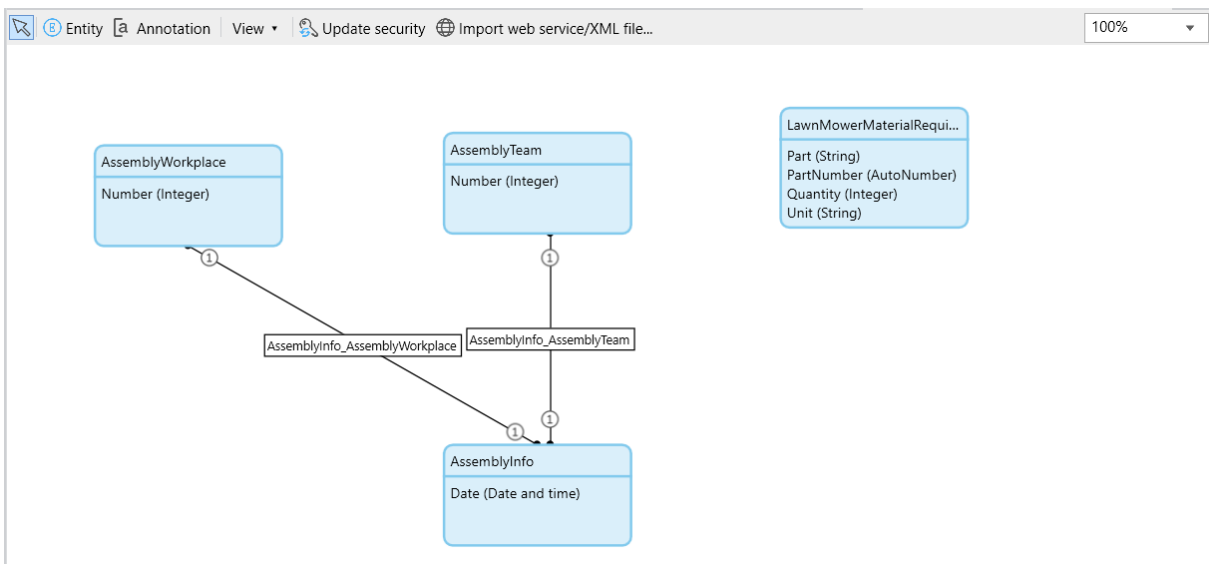 E Entity [a Annotation View ▾ Update security Import web service/XML file... 100%
AssemblyWorkplace
Number (Integer)
AssemblyTeam
Number (Integer)
LawnMowerMaterialRequi...
Part (String)
PartNumber (AutoNumber)
Quantity (Integer)
Unit (String)
1
1
AssemblyInfo_AssemblyWorkplace
AssemblyInfo_AssemblyTeam
1
1
AssemblyInfo
Date (Date and time)